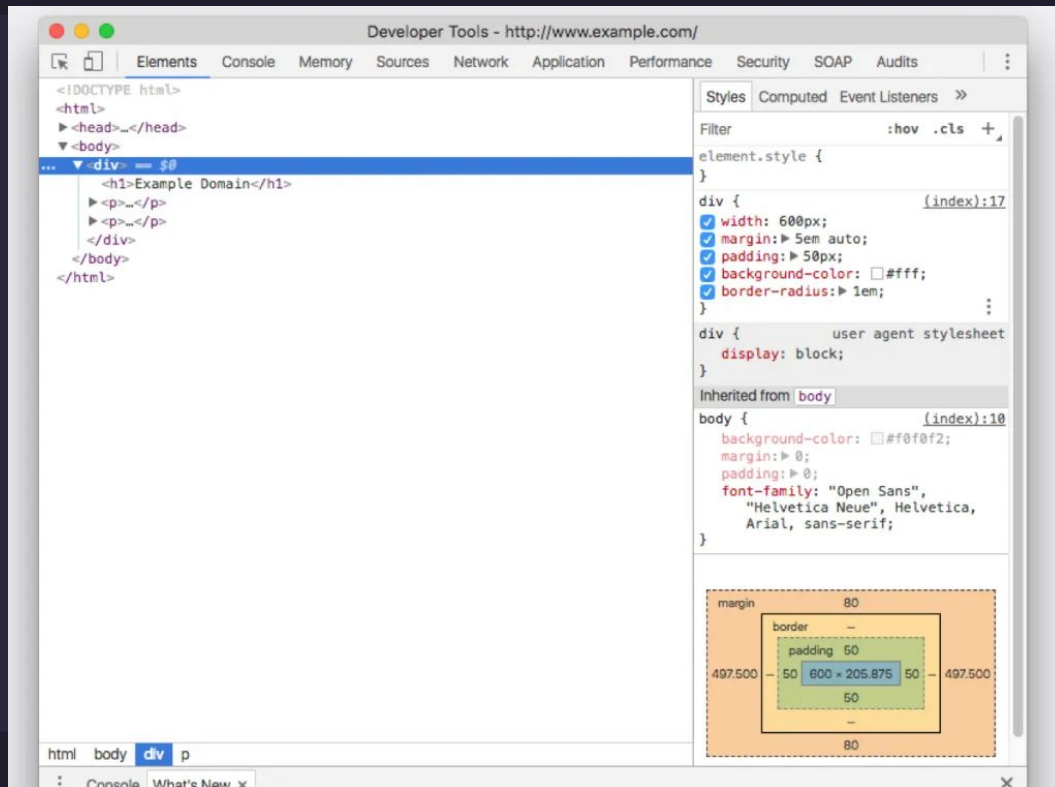 Developer Tools - http://www.example.com/
Elements Console Memory Sources Network Application Performance Security SOAP Audits
<!DOCTYPE html>
<html>
▶<head>…</head>
▼<body>
… ▼<div> == $0
<h1>Example Domain</h1>
▶<p>…</p>
▶<p>…</p>
</div>
</body>
</html>
html body div p
Console What's New ×
Styles Computed Event Listeners »
Filter :hov .cls +
element.style {
}
div { (index):17
width: 600px;
margin:▶ 5em auto;
padding:▶ 50px;
background-color: #fff;
border-radius:▶ 1em;
}
div { user agent stylesheet
display: block;
}
Inherited from body
body { (index):10
background-color: #f0f0f2;
margin:▶ 0;
padding:▶ 0;
font-family: "Open Sans",
"Helvetica Neue", Helvetica,
Arial, sans-serif;
}
margin 80
border –
padding 50
497.500 – 50 600 × 205.875 50 – 497.500
50
–
80